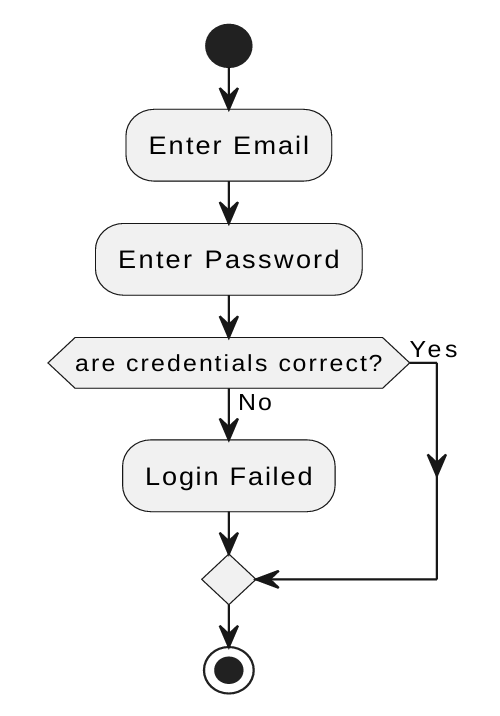 Enter Email
Enter Password
are credentials correct?
Yes
No
Login Failed